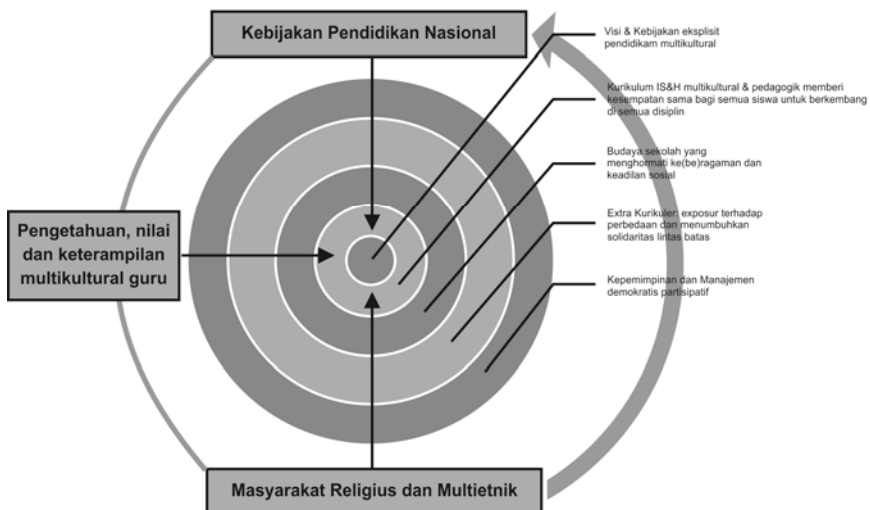 Kebijakan Pendidikan Nasional
Visi & Kebijakan eksplisit
pendidikam multikultural
Kurikulum IS&H multikultural & pedagogik memberi
kesempatan sama bagi semua siswa untuk berkembang
di semua disiplin
Budaya sekolah yang
menghormati ke(be)ragaman dan
keadilan sosial
Pengetahuan, nilai
dan keterampilan
multikultural guru
Extra Kurikuler: exposur terhadap
perbedaan dan menumbuhkan
solidaritas lintas batas
Kepemimpinan dan Manajemen
demokratis partisipatif
Masyarakat Religius dan Multietnik